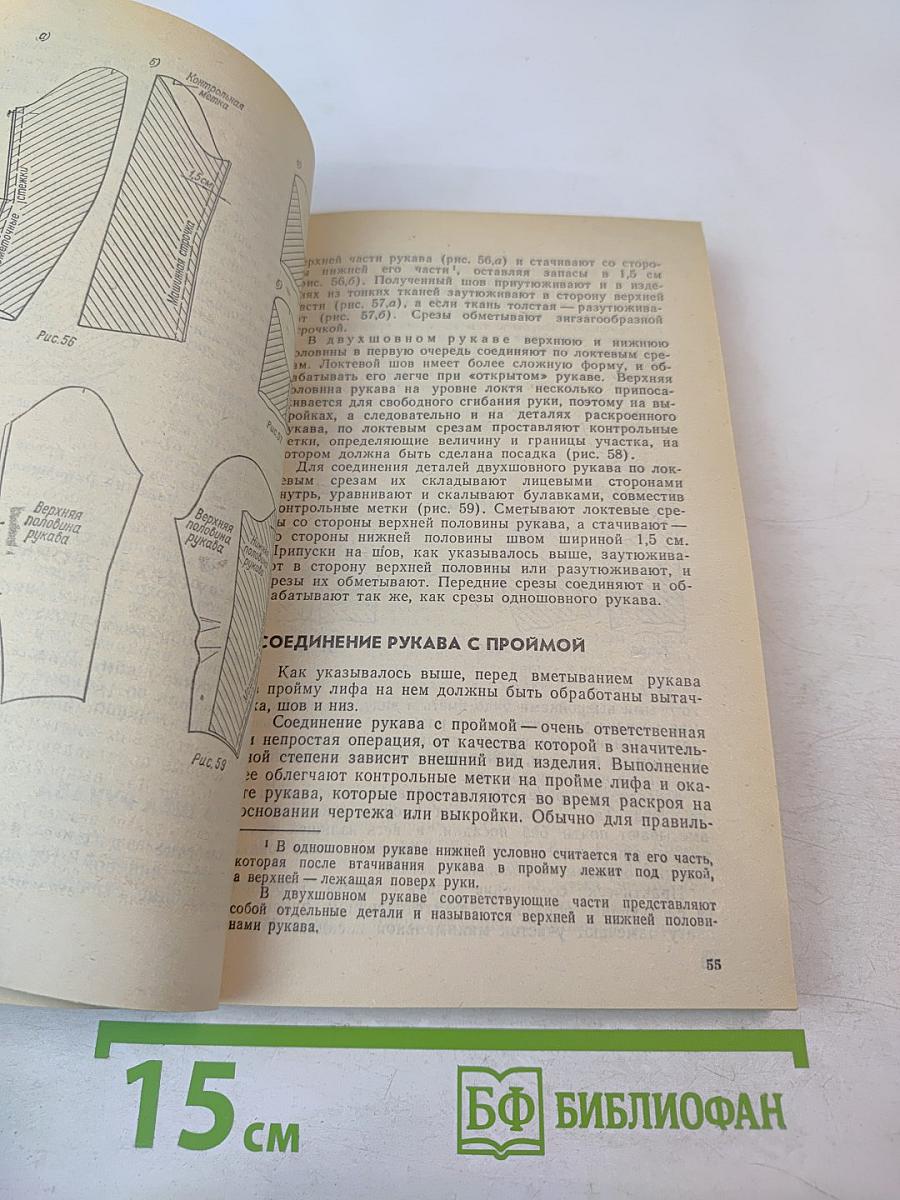 а)
б)
Контрольная
метка
1,5 см
стежки
Машинная строчка
Рис. 56
Верхняя
половина
рукава
Верхняя
половина
рукава
половина
рукава
Рис. 59
верхней части рукава (рис. 56,а) и стачивают со сторо-
ны нижней его части¹, оставляя запасы в 1,5 см
(рис. 56,б). Полученный шов приутюживают и в изде-
лиях из тонких тканей заутюживают в сторону верхней
части (рис. 57,а), а если ткань толстая — разутюжива-
ют (рис. 57,б). Срезы обметывают зигзагообразной
строчкой.
В двухшовном рукаве верхнюю и нижнюю
половины в первую очередь соединяют по локтевым сре-
зам. Локтевой шов имеет более сложную форму, и об-
рабатывать его легче при «открытом» рукаве. Верхняя
половина рукава на уровне локтя несколько припоса-
живается для свободного сгибания руки, поэтому на вы-
кройках, а следовательно и на деталях раскроенного
рукава, по локтевым срезам проставляют контрольные
метки, определяющие величину и границы участка, на
котором должна быть сделана посадка (рис. 58).
Для соединения деталей двухшовного рукава по лок-
тевым срезам их складывают лицевыми сторонами
внутрь, уравнивают и скалывают булавками, совместив
контрольные метки (рис. 59). Сметывают локтевые сре-
зы со стороны верхней половины рукава, а стачивают —
со стороны нижней половины швом шириной 1,5 см.
Припуски на шов, как указывалось выше, заутюжива-
ют в сторону верхней половины или разутюживают, и
срезы их обметывают. Передние срезы соединяют и об-
рабатывают так же, как срезы одношовного рукава.
СОЕДИНЕНИЕ РУКАВА С ПРОЙМОЙ
Как указывалось выше, перед вметыванием рукава
в пройму лифа на нем должны быть обработаны вытач-
ка, шов и низ.
Соединение рукава с проймой — очень ответственная
и непростая операция, от качества которой в значитель-
ной степени зависит внешний вид изделия. Выполнение
ее облегчают контрольные метки на пройме лифа и ока-
те рукава, которые проставляются во время раскроя на
основании чертежа или выкройки. Обычно для правиль-
¹ В одношовном рукаве нижней условно считается та его часть,
которая после втачивания рукава в пройму лежит под рукой,
а верхней — лежащая поверх руки.
В двухшовном рукаве соответствующие части представляют
собой отдельные детали и называются верхней и нижней полови-
нами рукава.
55
15 см
БФ БИБЛИОФАН